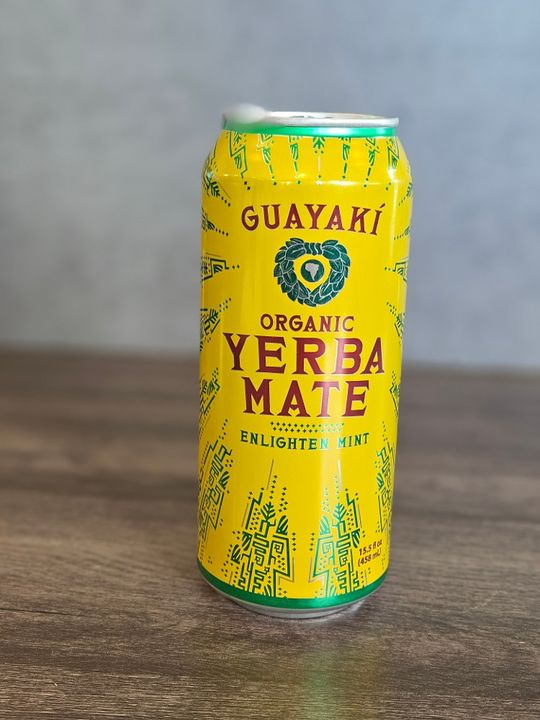 GUAYAKÍ
ORGANIC
YERBA
MATE
ENLIGHTEN MINT
15.5 fl oz
(458 mL)